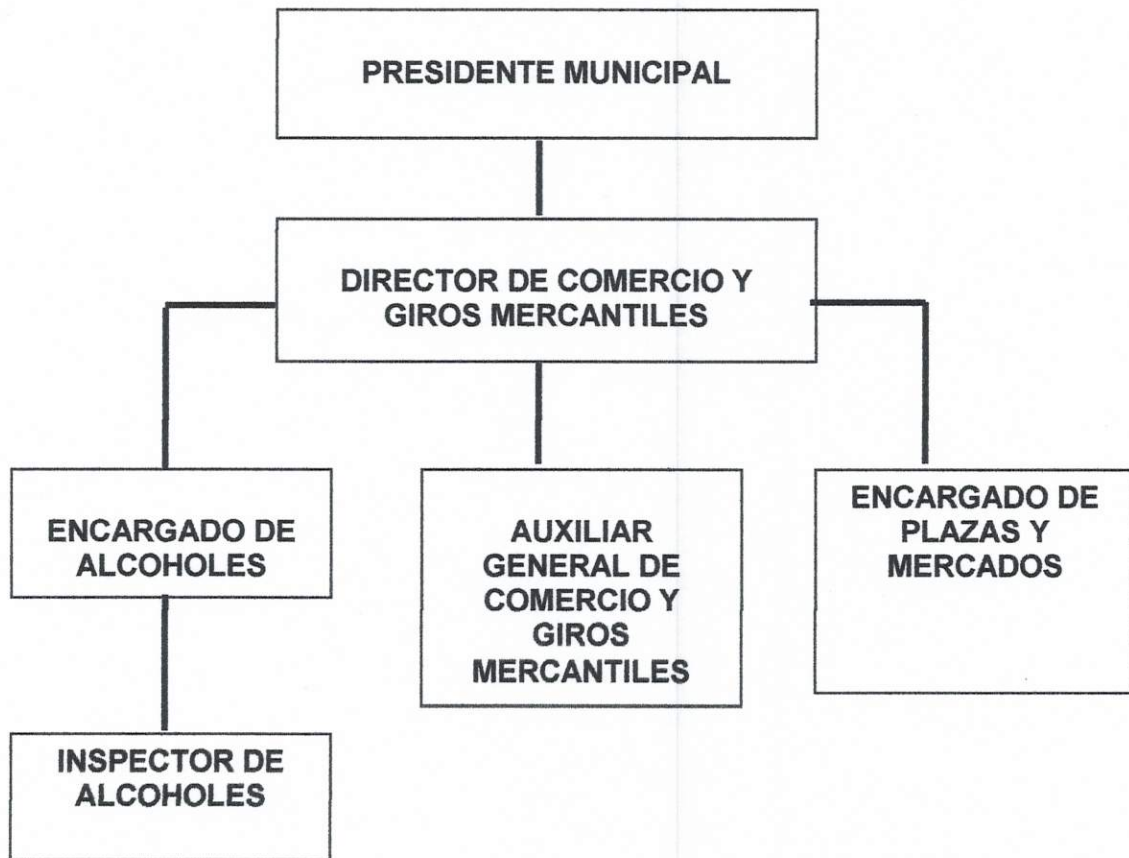 PRESIDENTE MUNICIPAL
DIRECTOR DE COMERCIO Y
GIROS MERCANTILES
ENCARGADO DE
ALCOHOLES
AUXILIAR
GENERAL DE
COMERCIO Y
GIROS
MERCANTILES
ENCARGADO DE
PLAZAS Y
MERCADOS
INSPECTOR DE
ALCOHOLES